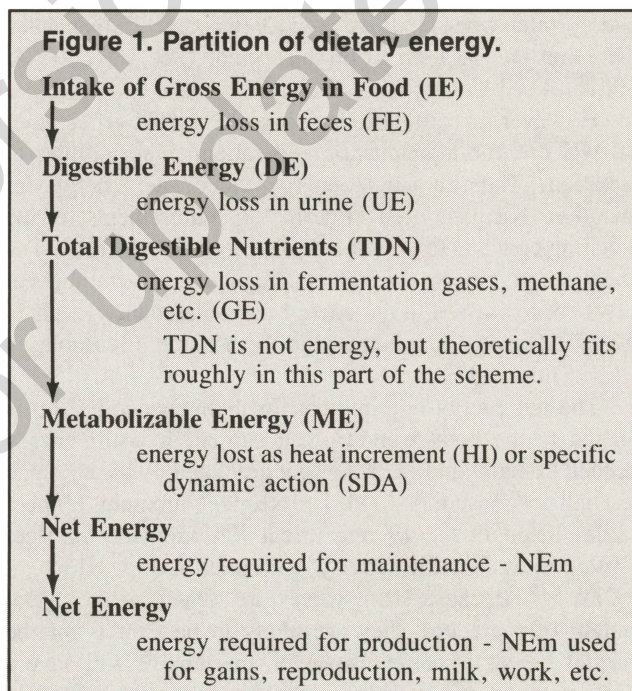 Figure 1. Partition of dietary energy.
Intake of Gross Energy in Food (IE)
energy loss in feces (FE)
Digestible Energy (DE)
energy loss in urine (UE)
Total Digestible Nutrients (TDN)
energy loss in fermentation gases, methane,
etc. (GE)
TDN is not energy, but theoretically fits
roughly in this part of the scheme.
Metabolizable Energy (ME)
energy lost as heat increment (HI) or specific
dynamic action (SDA)
Net Energy
energy required for maintenance - NEm
Net Energy
energy required for production - NEm used
for gains, reproduction, milk, work, etc.